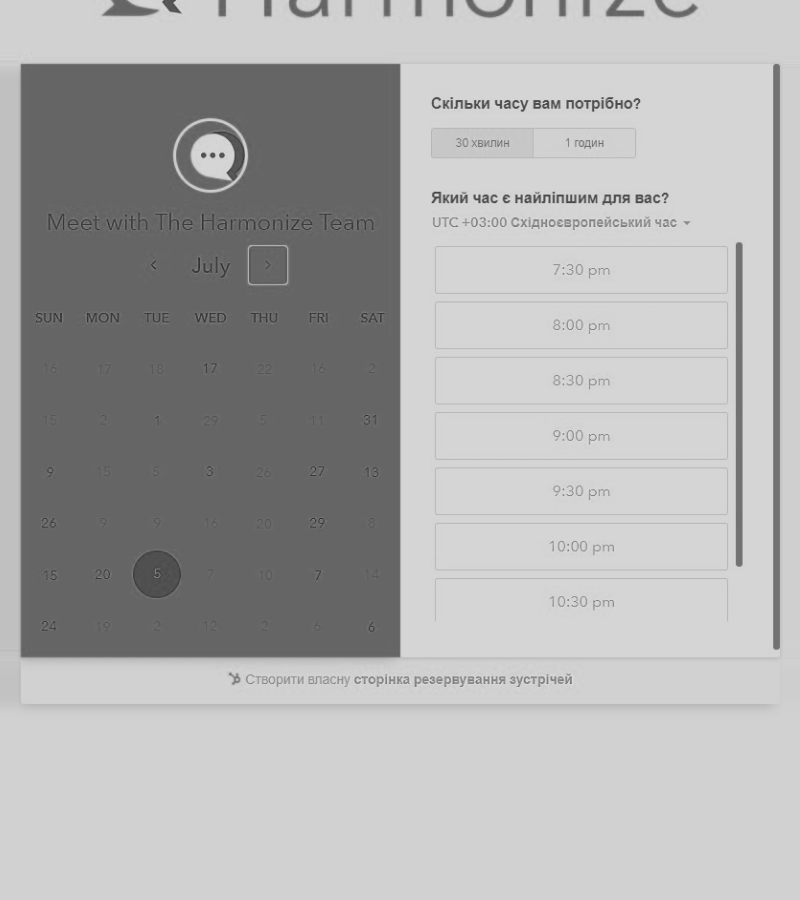 Harmonize
Meet with The Harmonize Team
July
SUN MON TUE WED THU FRI SAT
16 17 18 17 22 16 2
15 2 1 29 5 11 31
9 15 5 3 26 27 13
26 9 9 16 20 29 8
15 20 5 7 10 7 14
24 19 2 12 2 6 6
Скільки часу вам потрібно?
30 хвилин 1 годин
Який час є найліпшим для вас?
UTC +03:00 Східноєвропейський час
7:30 pm
8:00 pm
8:30 pm
9:00 pm
9:30 pm
10:00 pm
10:30 pm
Створити власну сторінка резервування зустрічей